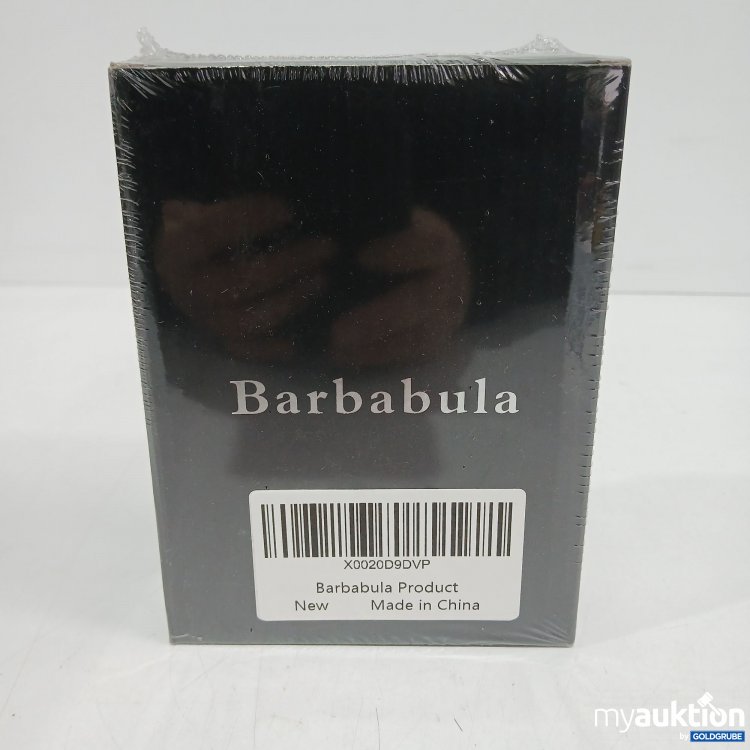 Barbabula
X0020D9DVP
Barbabula Product
New Made in China
myauktion
by GOLDGRUBE